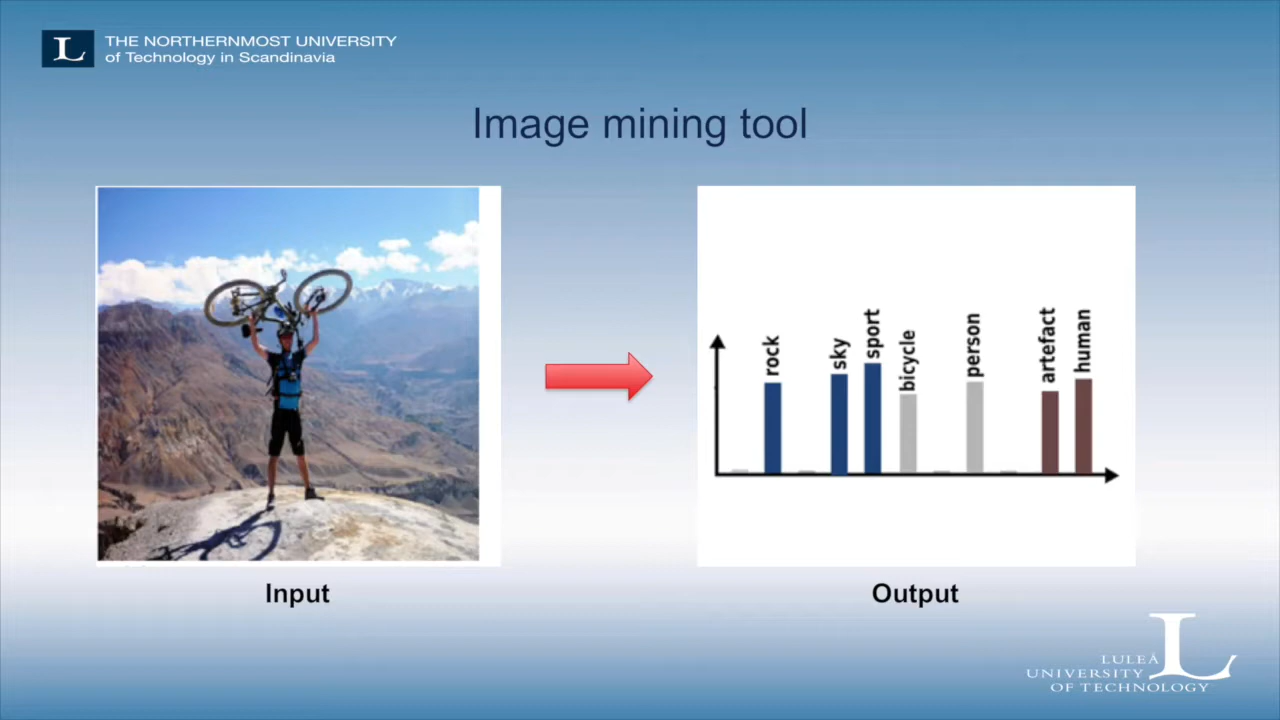 L
THE NORTHERNMOST UNIVERSITY
of Technology in Scandinavia
Image mining tool
rock
sky
sport
bicycle
person
artefact
human
Input
Output
L
LULEÅ
UNIVERSITY
OF TECHNOLOGY